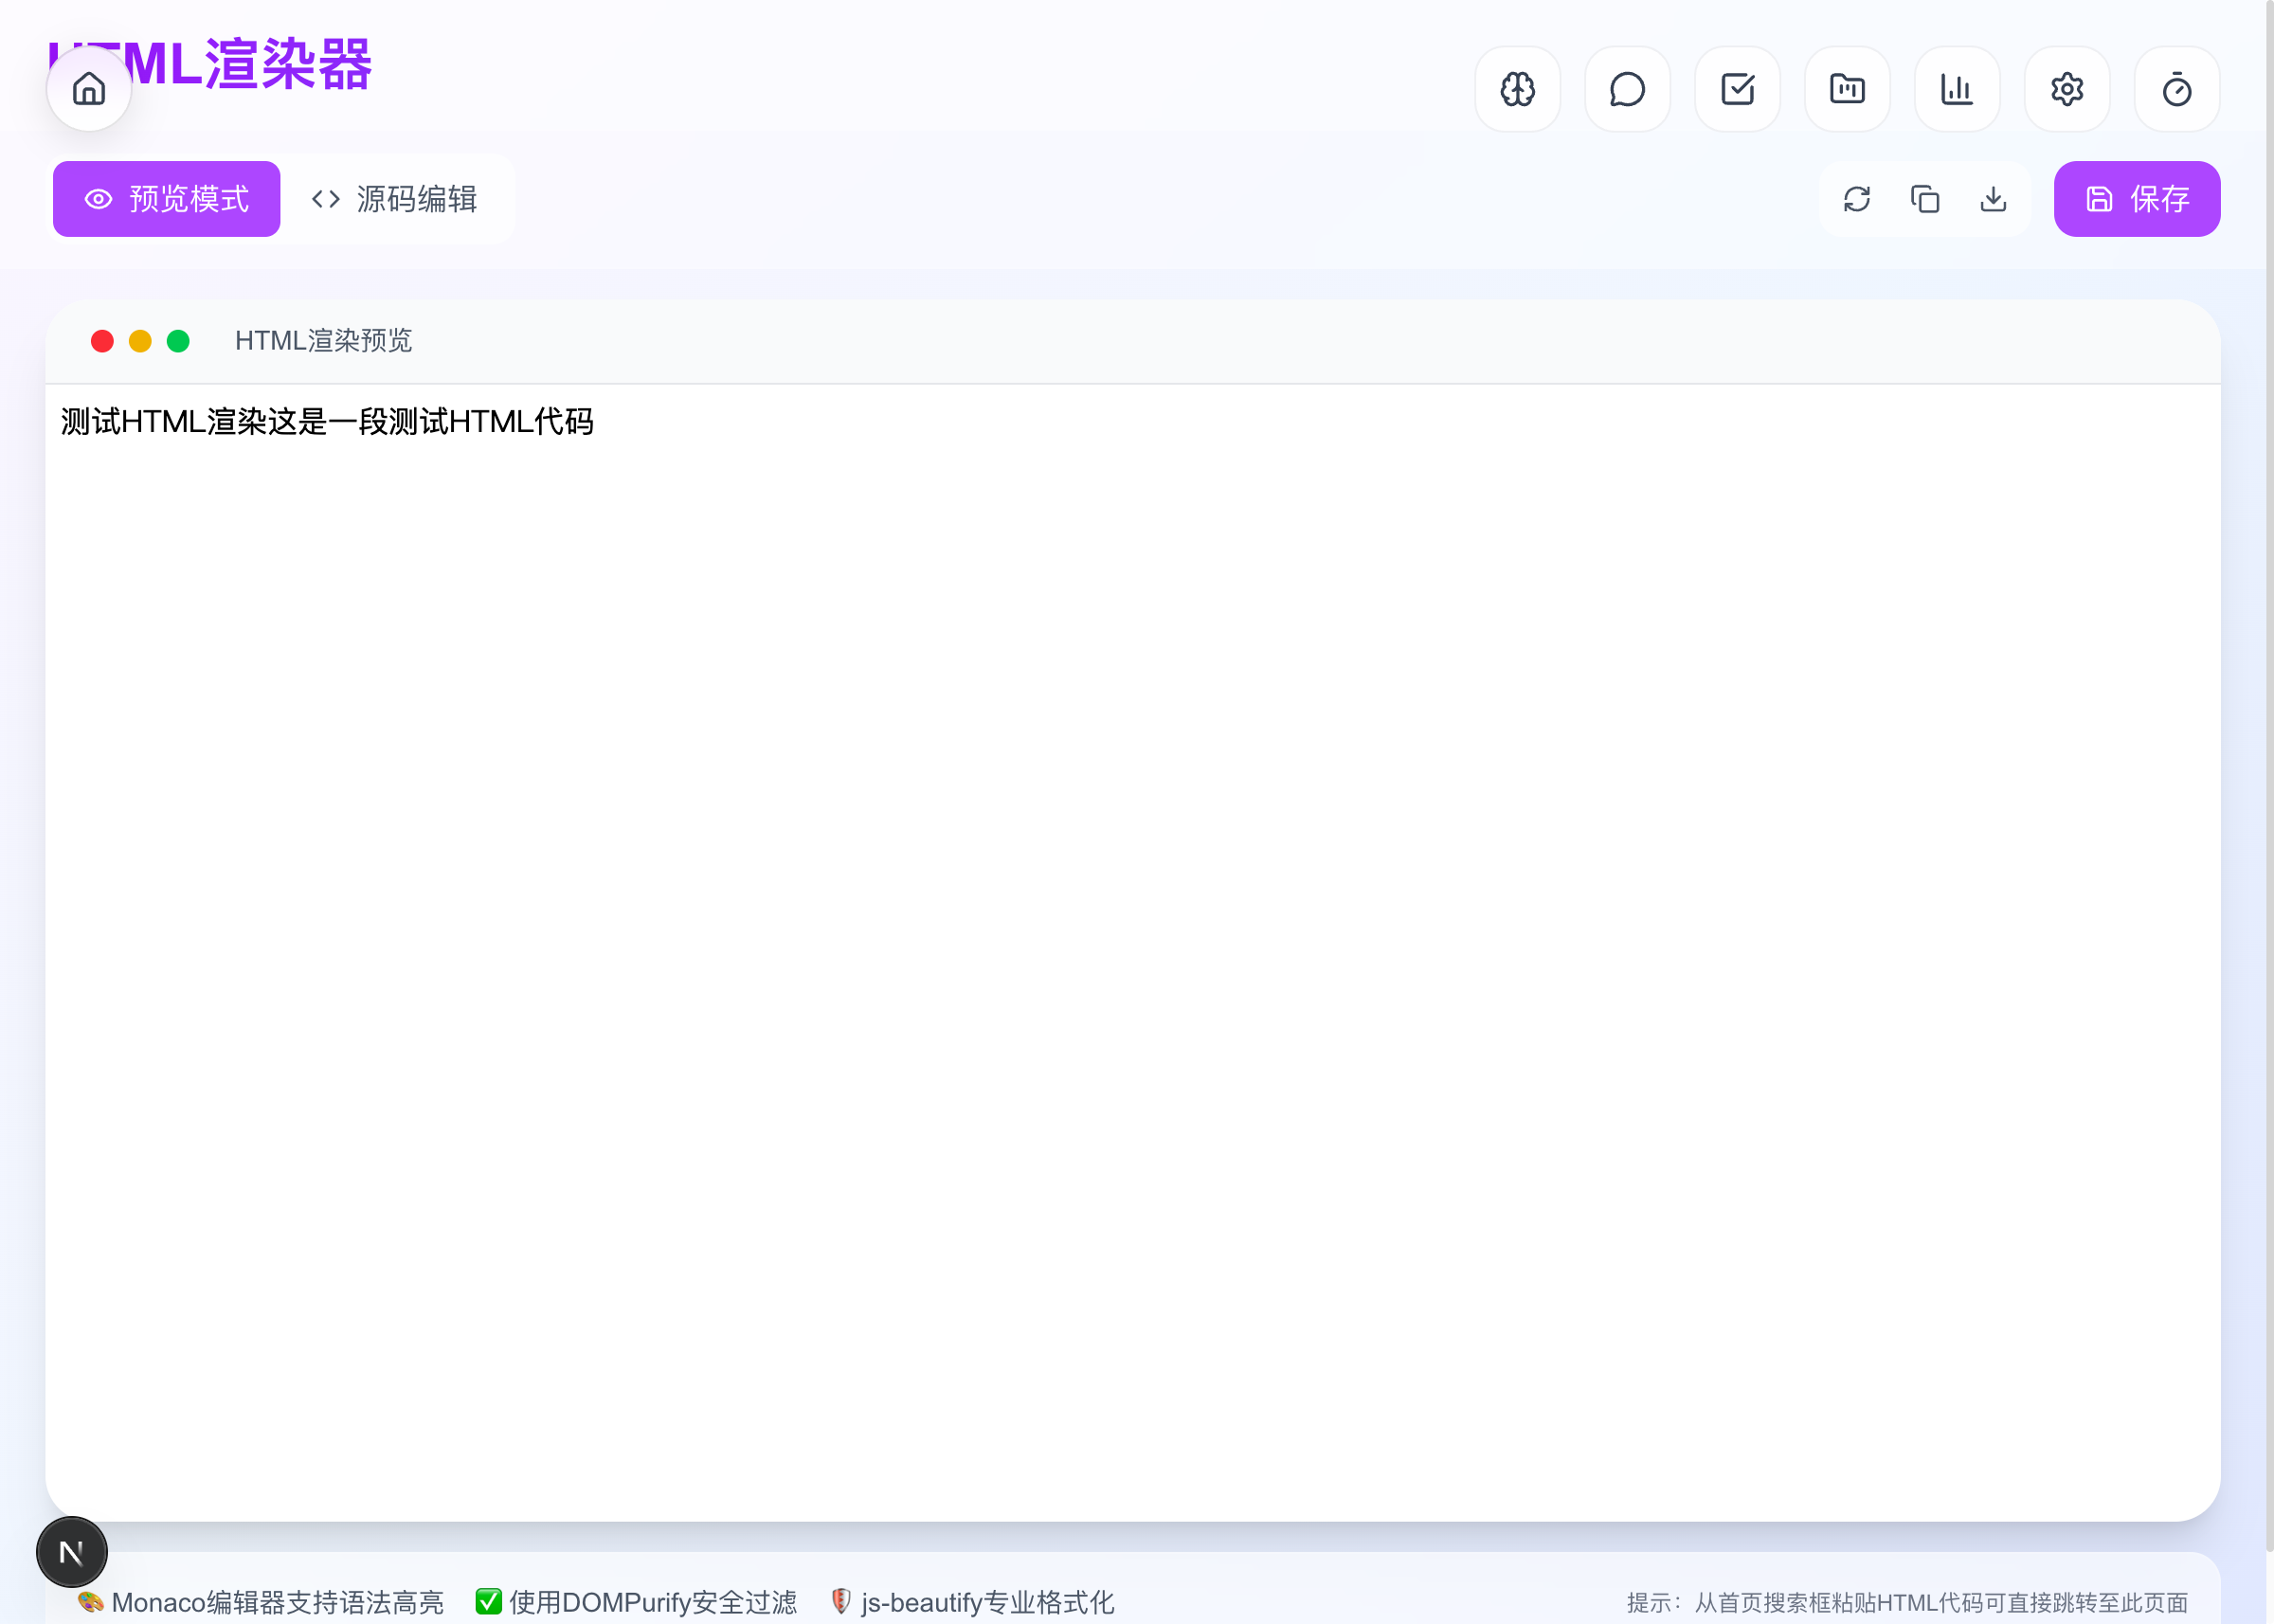 HTML渲染器
预览模式
源码编辑
保存
HTML渲染预览
测试HTML渲染这是一段测试HTML代码
N
🎨 Monaco编辑器支持语法高亮
✅ 使用DOMPurify安全过滤
js-beautify专业格式化
提示：从首页搜索框粘贴HTML代码可直接跳转至此页面